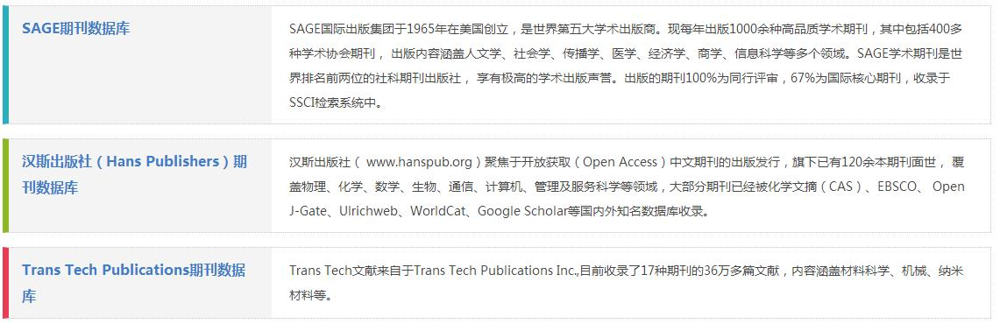 SAGE期刊数据库
SAGE国际出版集团于1965年在美国创立，是世界第五大学术出版商。现每年出版1000余种高品质学术期刊，其中包括400多
种学术协会期刊， 出版内容涵盖人文学、社会学、传播学、医学、经济学、商学、信息科学等多个领域。SAGE学术期刊是世
界排名前两位的社科期刊出版社， 享有极高的学术出版声誉。出版的期刊100%为同行评审，67%为国际核心期刊，收录于
SSCI检索系统中。
汉斯出版社（Hans Publishers）期
刊数据库
汉斯出版社（ www.hanspub.org）聚焦于开放获取（Open Access）中文期刊的出版发行，旗下已有120余本期刊面世， 覆
盖物理、化学、数学、生物、通信、计算机、管理及服务科学等领域，大部分期刊已经被化学文摘（CAS）、EBSCO、 Open
J-Gate、Ulrichweb、WorldCat、Google Scholar等国内外知名数据库收录。
Trans Tech Publications期刊数据
库
Trans Tech文献来自于Trans Tech Publications Inc.,目前收录了17种期刊的36万多篇文献，内容涵盖材料科学、机械、纳米
材料等。